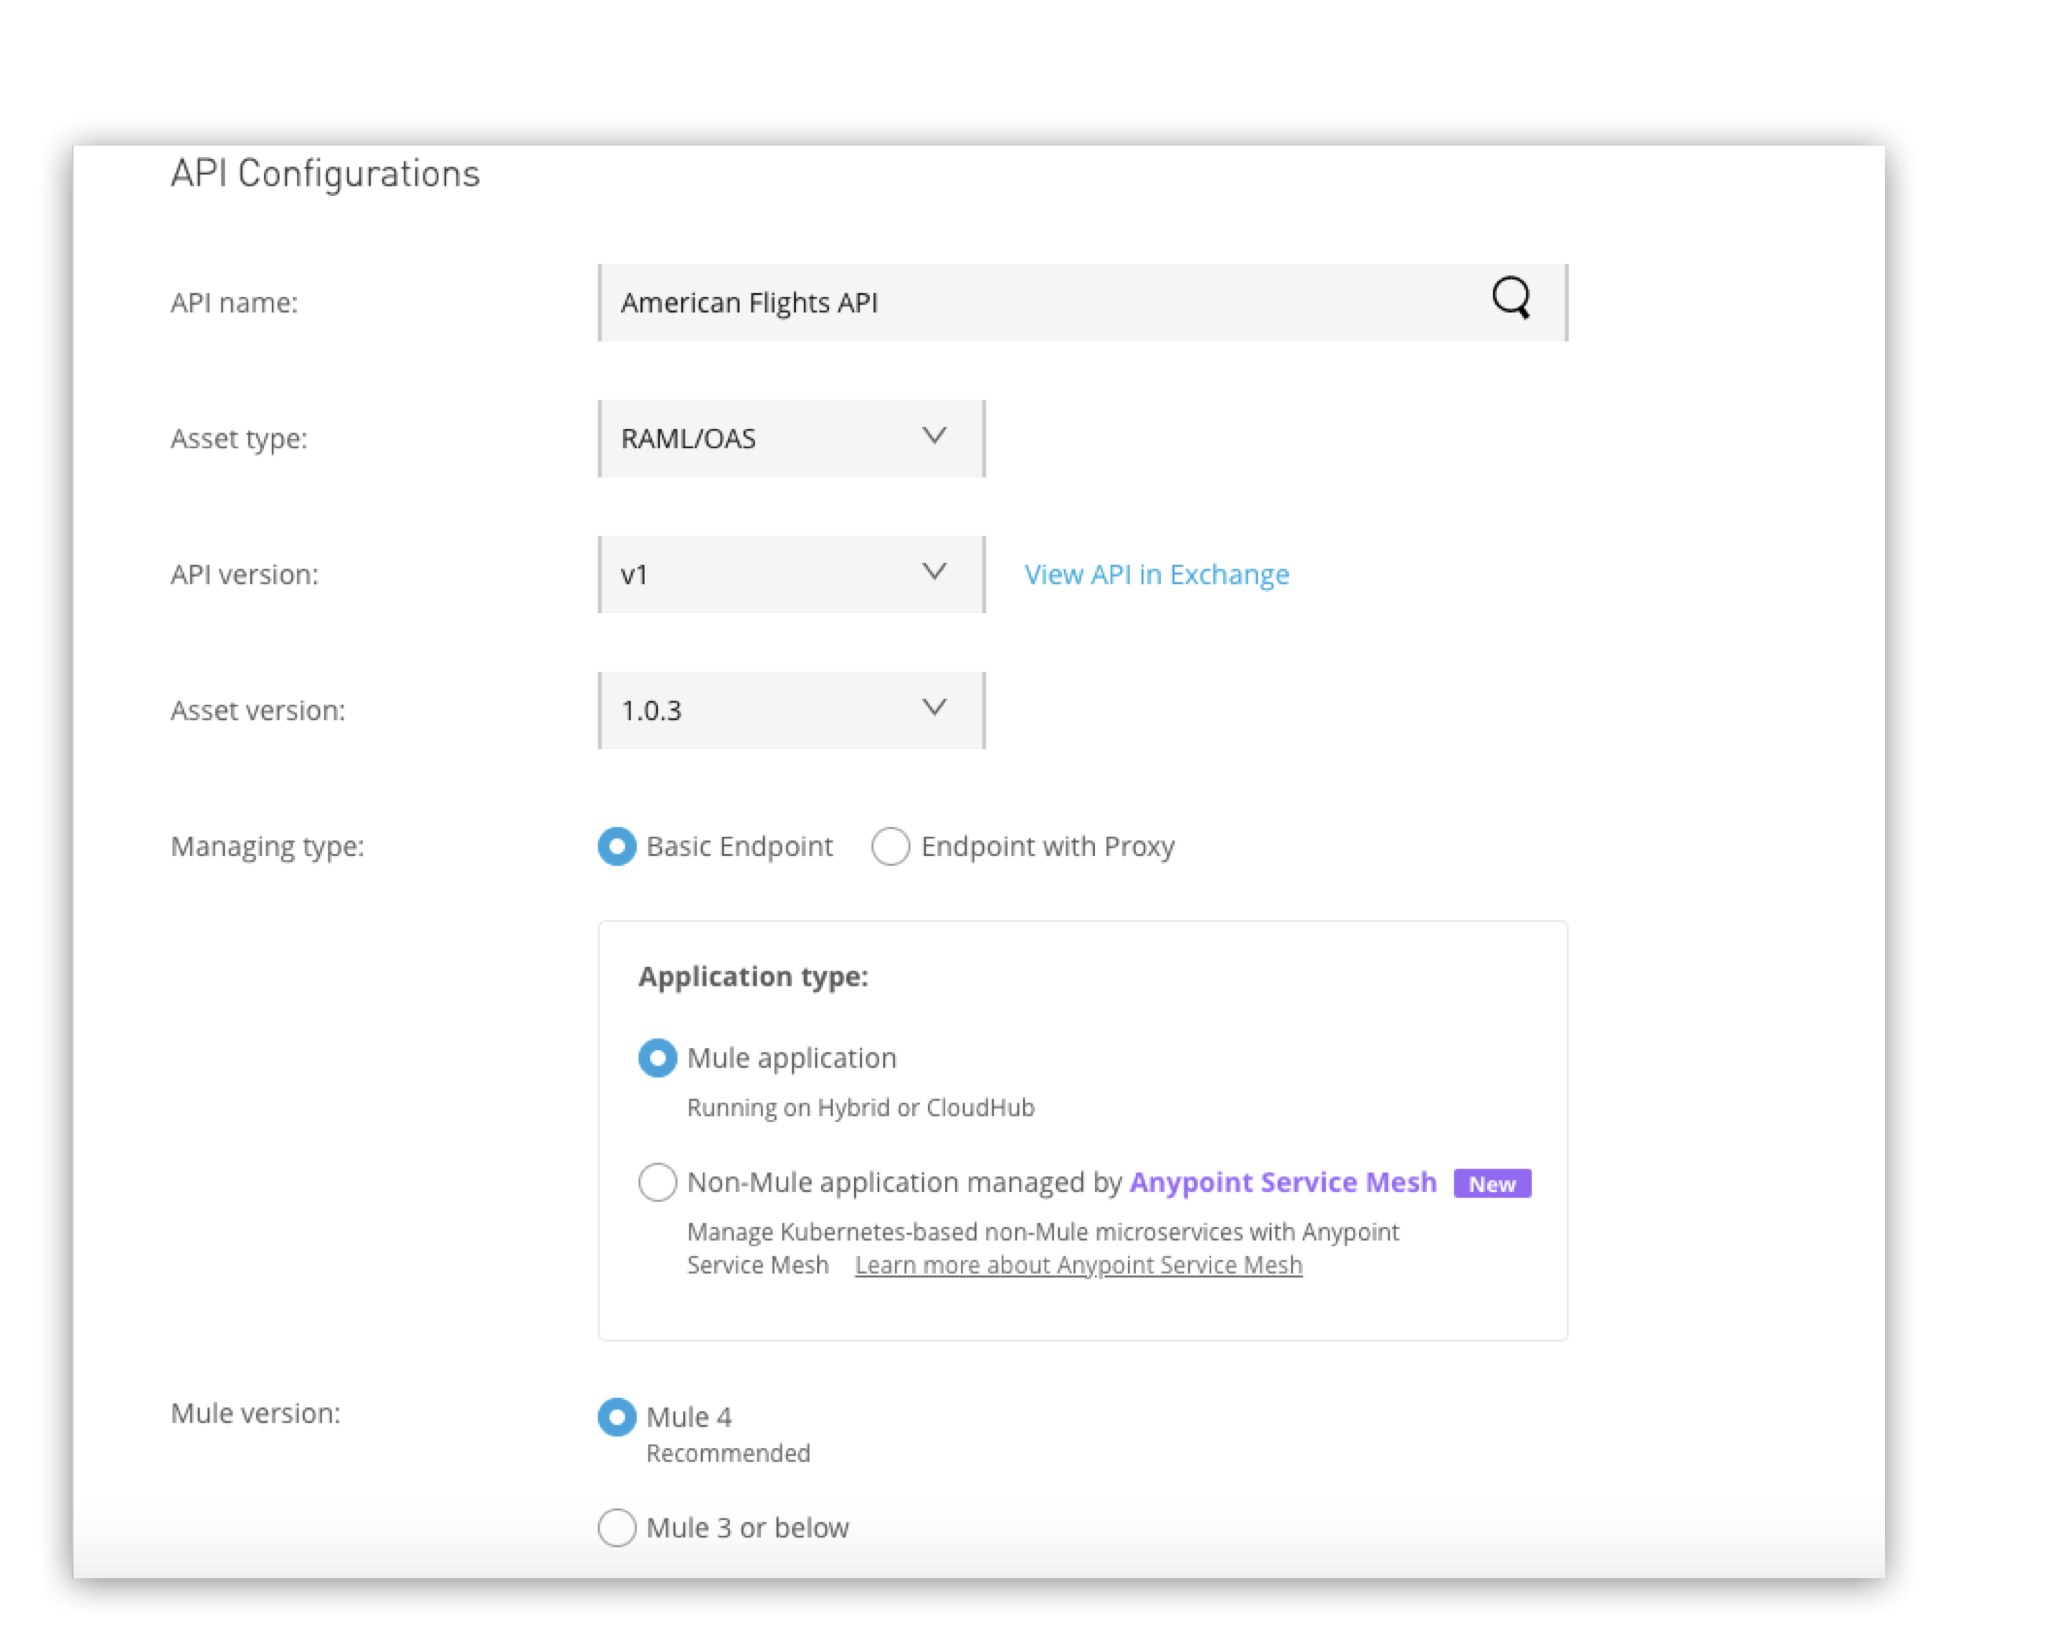 API Configurations
API name: American Flights API
Asset type: RAML/OAS
API version: v1 View API in Exchange
Asset version: 1.0.3
Managing type: Basic Endpoint Endpoint with Proxy
Application type:
Mule application
Running on Hybrid or CloudHub
Non-Mule application managed by Anypoint Service Mesh New
Manage Kubernetes-based non-Mule microservices with Anypoint
Service Mesh Learn more about Anypoint Service Mesh
Mule version: Mule 4
Recommended
Mule 3 or below